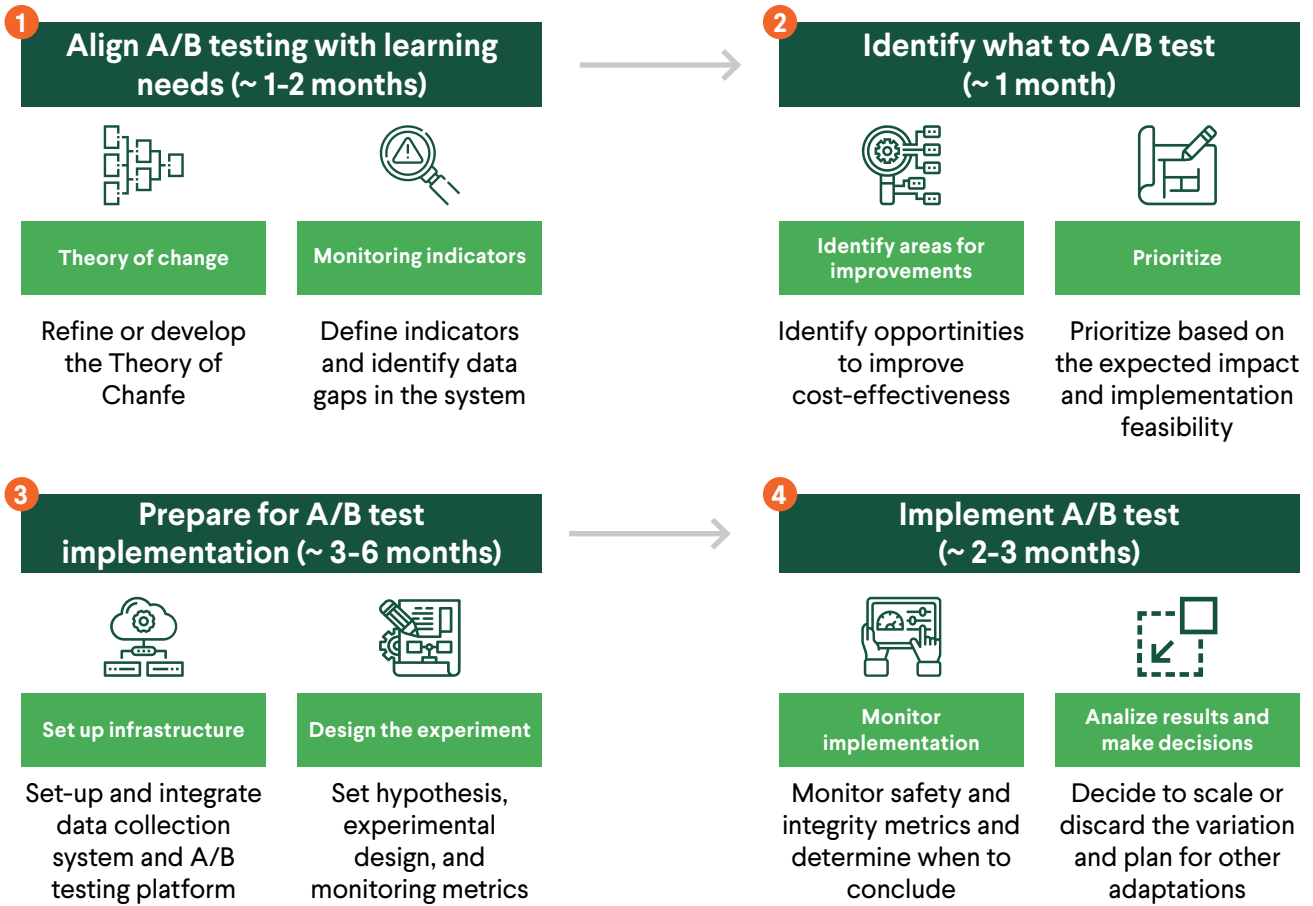 1
Align A/B testing with learning
needs (~ 1-2 months)
Theory of change
Refine or develop
the Theory of
Chanfe
Monitoring indicators
Define indicators
and identify data
gaps in the system
2
Identify what to A/B test
(~ 1 month)
Identify areas for
improvements
Identify opportinities
to improve
cost-effectiveness
Prioritize
Prioritize based on
the expected impact
and implementation
feasibility
3
Prepare for A/B test
implementation (~ 3-6 months)
Set up infrastructure
Set-up and integrate
data collection
system and A/B
testing platform
Design the experiment
Set hypothesis,
experimental
design, and
monitoring metrics
4
Implement A/B test
(~ 2-3 months)
Monitor
implementation
Monitor safety and
integrity metrics and
determine when to
conclude
Analize results and
make decisions
Decide to scale or
discard the variation
and plan for other
adaptations